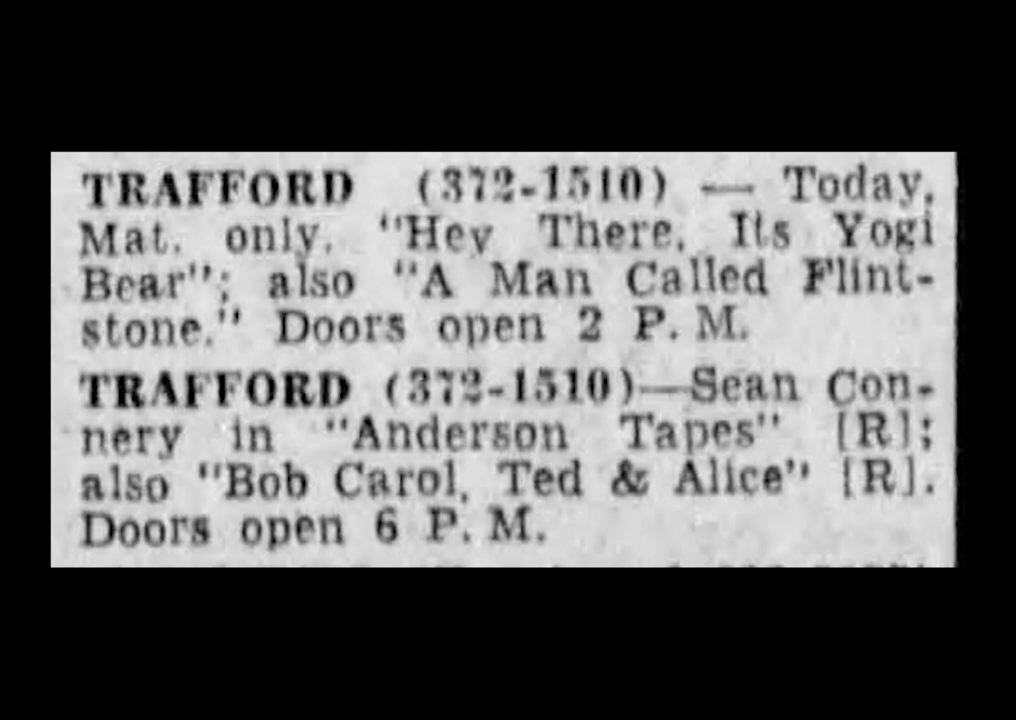 TRAFFORD (372-1510) — Today,
Mat. only. "Hey There, Its Yogi
Bear"; also "A Man Called Flint-
stone." Doors open 2 P. M.
TRAFFORD (372-1510)—Sean Con-
nery in "Anderson Tapes" [R];
also "Bob Carol, Ted & Alice" [R].
Doors open 6 P. M.